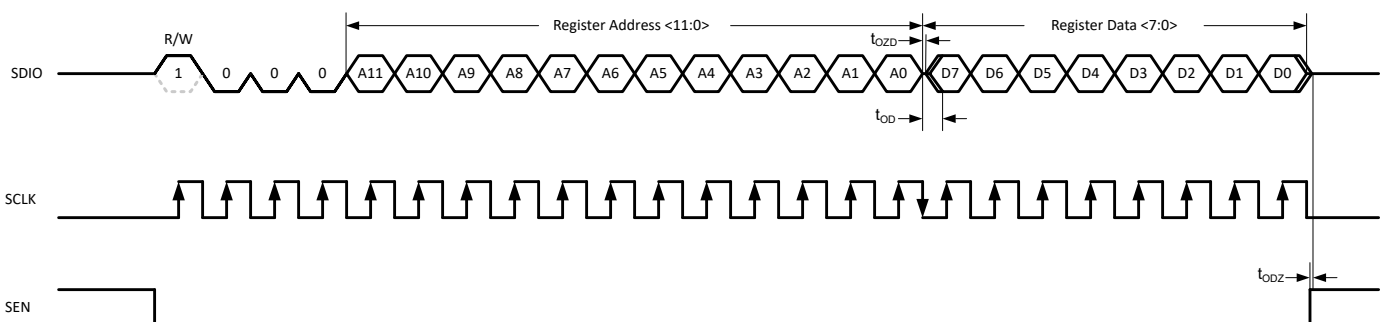 Register Address <11:0> Register Data <7:0>
R/W tOZD
SDIO 1 0 0 0 A11 A10 A9 A8 A7 A6 A5 A4 A3 A2 A1 A0 D7 D6 D5 D4 D3 D2 D1 D0
tOD
SCLK
tODZ
SEN